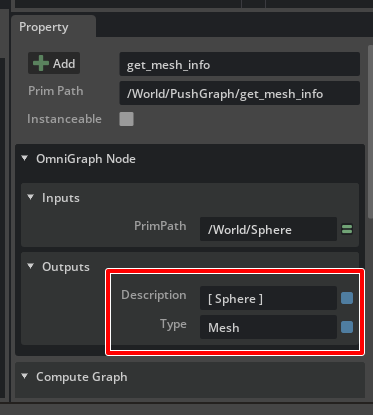 Property
Add
get_mesh_info
Prim Path
/World/PushGraph/get_mesh_info
Instanceable
OmniGraph Node
Inputs
PrimPath
/World/Sphere
Outputs
Description
[ Sphere ]
Type
Mesh
Compute Graph